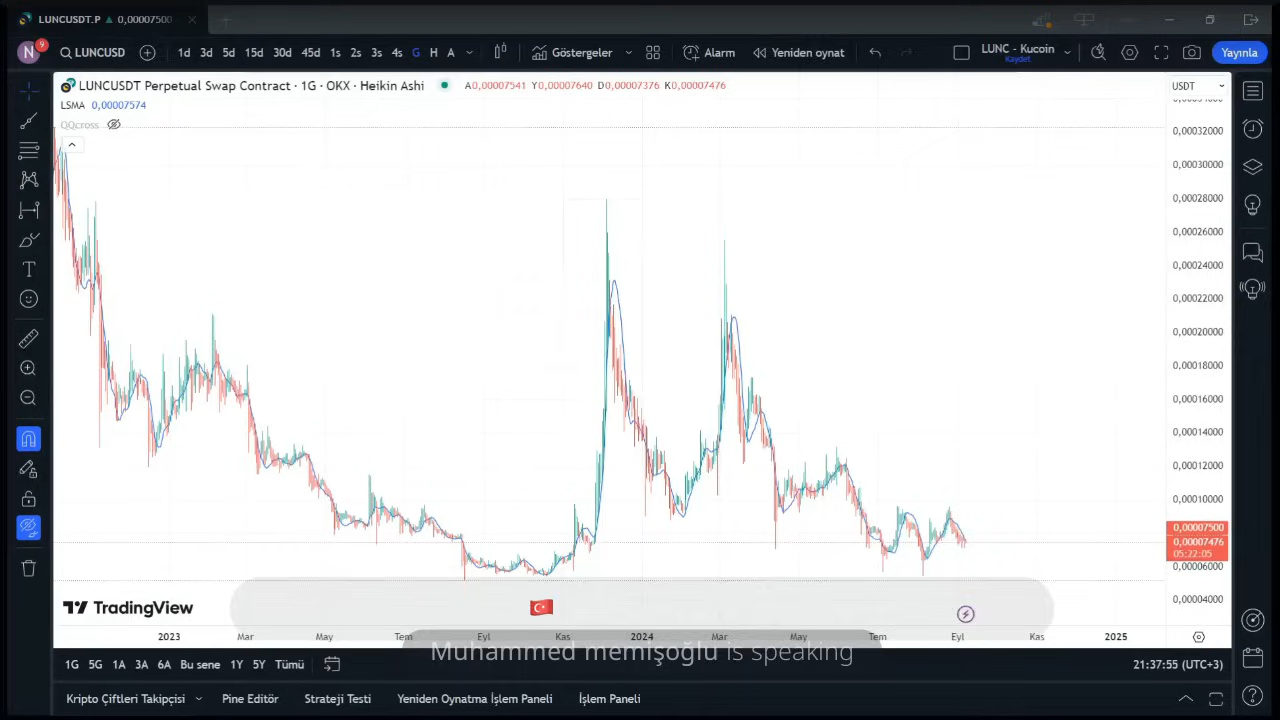 LUNCUSDT.P ▲ 0,00007500
N 9 LUNCUSD 1d 3d 5d 15d 30d 45d 1s 2s 3s 4s G H A Göstergeler Alarm Yeniden oynat LUNC - Kucoin Kaydet Yayınla
LUNCUSDT Perpetual Swap Contract · 1G · OKX · Heikin Ashi A0,00007541 Y0,00007640 D0,00007376 K0,00007476 USDT
LSMA 0,00007574
QQcross
0,00032000
0,00030000
0,00028000
0,00026000
0,00024000
0,00022000
0,00020000
0,00018000
0,00016000
0,00014000
0,00012000
0,00010000
0,00007500
0,00007476
05:22:05
0,00006000
0,00004000
TradingView
2023 Mar May Tem Eyl Kas 2024 Mar May Tem Eyl Kas 2025
Muhammed memişoğlu is speaking
1G 5G 1A 3A 6A Bu sene 1Y 5Y Tümü 21:37:55 (UTC+3)
Kripto Çiftleri Takipçisi Pine Editör Strateji Testi Yeniden Oynatma İşlem Paneli İşlem Paneli